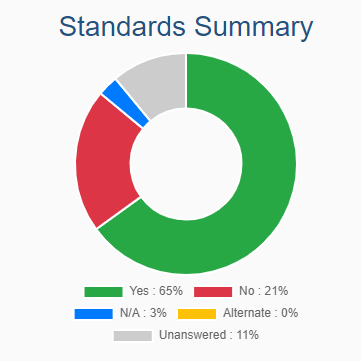 Standards Summary
Yes : 65% No : 21%
N/A : 3% Alternate : 0%
Unanswered : 11%